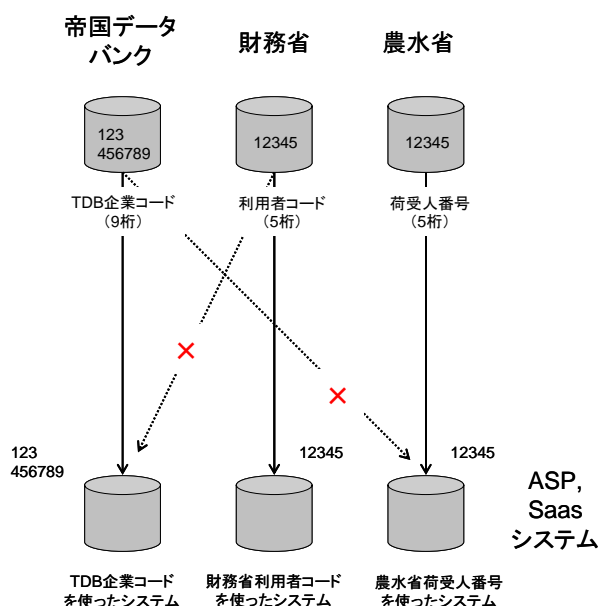 帝国データ
バンク
財務省
農水省
123
456789
12345
12345
TDB企業コード
（9桁）
利用者コード
（5桁）
荷受人番号
（5桁）
123
456789
12345
12345
ASP,
Saas
システム
TDB企業コード
を使ったシステム
財務省利用者コード
を使ったシステム
農水省荷受人番号
を使ったシステム